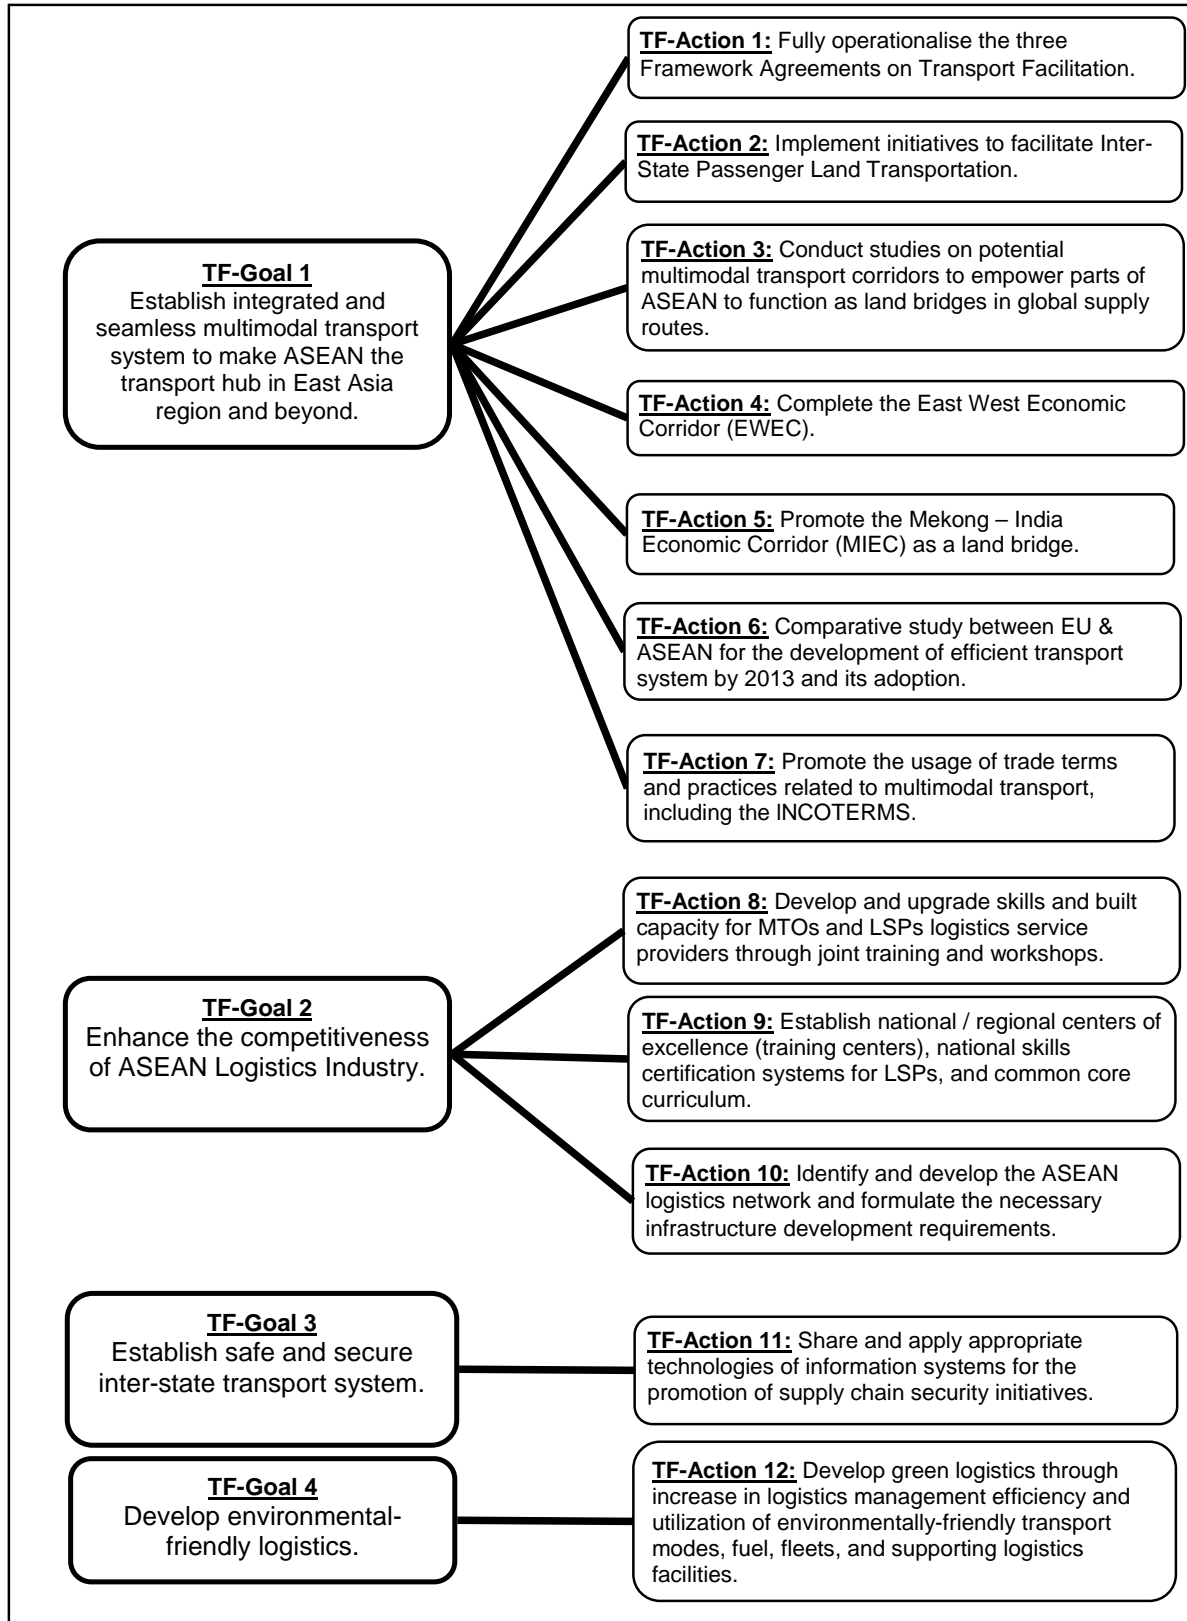 TF-Goal 1
Establish integrated and
seamless multimodal transport
system to make ASEAN the
transport hub in East Asia
region and beyond.
TF-Action 1: Fully operationalise the three
Framework Agreements on Transport Facilitation.
TF-Action 2: Implement initiatives to facilitate Inter-
State Passenger Land Transportation.
TF-Action 3: Conduct studies on potential
multimodal transport corridors to empower parts of
ASEAN to function as land bridges in global supply
routes.
TF-Action 4: Complete the East West Economic
Corridor (EWEC).
TF-Action 5: Promote the Mekong – India
Economic Corridor (MIEC) as a land bridge.
TF-Action 6: Comparative study between EU &
ASEAN for the development of efficient transport
system by 2013 and its adoption.
TF-Action 7: Promote the usage of trade terms
and practices related to multimodal transport,
including the INCOTERMS.
TF-Goal 2
Enhance the competitiveness
of ASEAN Logistics Industry.
TF-Action 8: Develop and upgrade skills and built
capacity for MTOs and LSPs logistics service
providers through joint training and workshops.
TF-Action 9: Establish national / regional centers of
excellence (training centers), national skills
certification systems for LSPs, and common core
curriculum.
TF-Action 10: Identify and develop the ASEAN
logistics network and formulate the necessary
infrastructure development requirements.
TF-Goal 3
Establish safe and secure
inter-state transport system.
TF-Action 11: Share and apply appropriate
technologies of information systems for the
promotion of supply chain security initiatives.
TF-Goal 4
Develop environmental-
friendly logistics.
TF-Action 12: Develop green logistics through
increase in logistics management efficiency and
utilization of environmentally-friendly transport
modes, fuel, fleets, and supporting logistics
facilities.